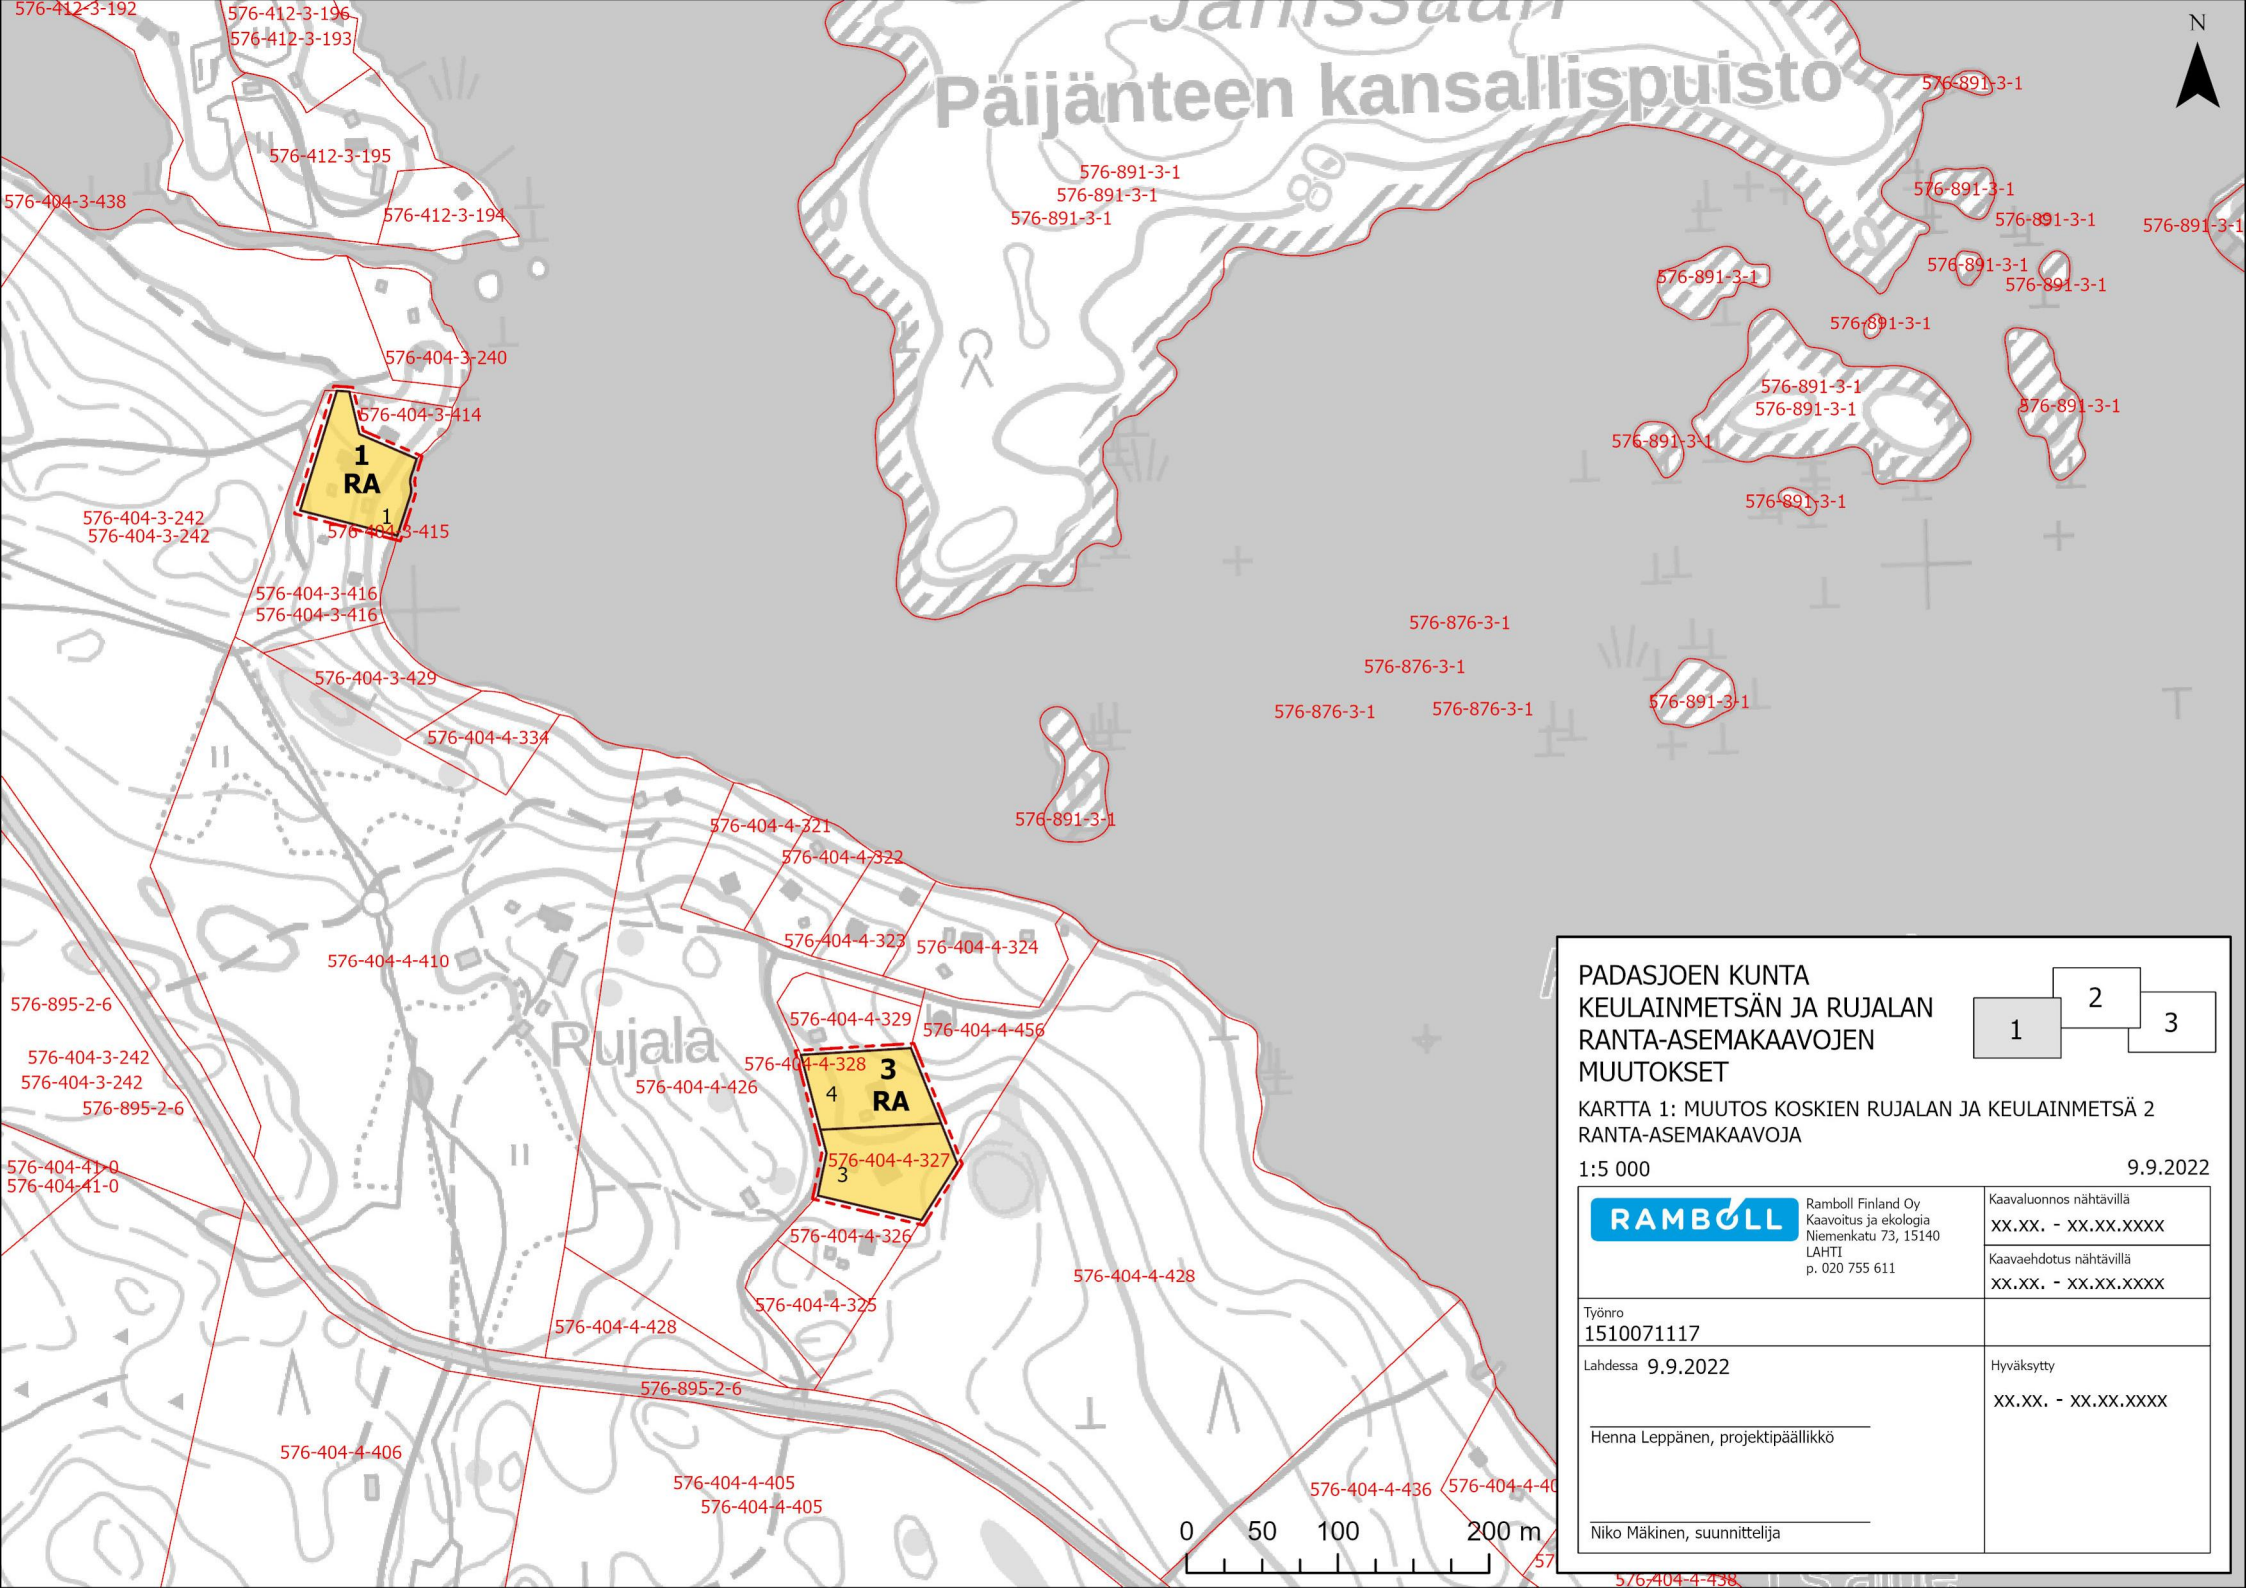 576-412-3-192
576-412-3-196
576-412-3-193
Jänissaari
N
Päijänteen kansallispuisto
576-891-3-1
576-412-3-195
576-891-3-1
576-891-3-1
576-891-3-1
576-891-3-1
576-404-3-438
576-412-3-194
576-891-3-1
576-891-3-1
576-891-3-1
576-891-3-1
576-891-3-1
576-891-3-1
576-404-3-240
576-404-3-414
576-891-3-1
576-891-3-1
576-891-3-1
576-891-3-1
1
RA
1
576-404-3-415
576-404-3-242
576-404-3-242
576-891-3-1
576-404-3-416
576-404-3-416
576-876-3-1
576-876-3-1
576-876-3-1
576-876-3-1
576-891-3-1
576-404-3-429
576-404-4-334
576-891-3-1
576-404-4-321
576-404-4-322
576-404-4-323
576-404-4-324
576-404-4-410
576-895-2-6
576-404-3-242
576-404-3-242
576-895-2-6
Rujala
576-404-4-329
576-404-4-456
576-404-4-328
576-404-4-426
3
RA
4
576-404-4-327
3
576-404-41-0
576-404-41-0
576-404-4-326
576-404-4-428
576-404-4-325
576-404-4-428
576-895-2-6
576-404-4-406
576-404-4-405
576-404-4-405
576-404-4-436
576-404-4-40
57
576-404-4-438
0 50 100 200 m
PADASJOEN KUNTA
KEULAINMETSÄN JA RUJALAN
RANTA-ASEMAKAAVOJEN
MUUTOKSET
1
2
3
KARTTA 1: MUUTOS KOSKIEN RUJALAN JA KEULAINMETSÄ 2
RANTA-ASEMAKAAVOJA
1:5 000 9.9.2022
RAMBOLL
Ramboll Finland Oy
Kaavoitus ja ekologia
Niemenkatu 73, 15140
LAHTI
p. 020 755 611
Kaavaluonnos nähtävillä
xx.xx. - xx.xx.xxxx
Kaavaehdotus nähtävillä
xx.xx. - xx.xx.xxxx
Työnro
1510071117
Lahdessa 9.9.2022
Hyväksytty
xx.xx. - xx.xx.xxxx
Henna Leppänen, projektipäällikkö
Niko Mäkinen, suunnittelija